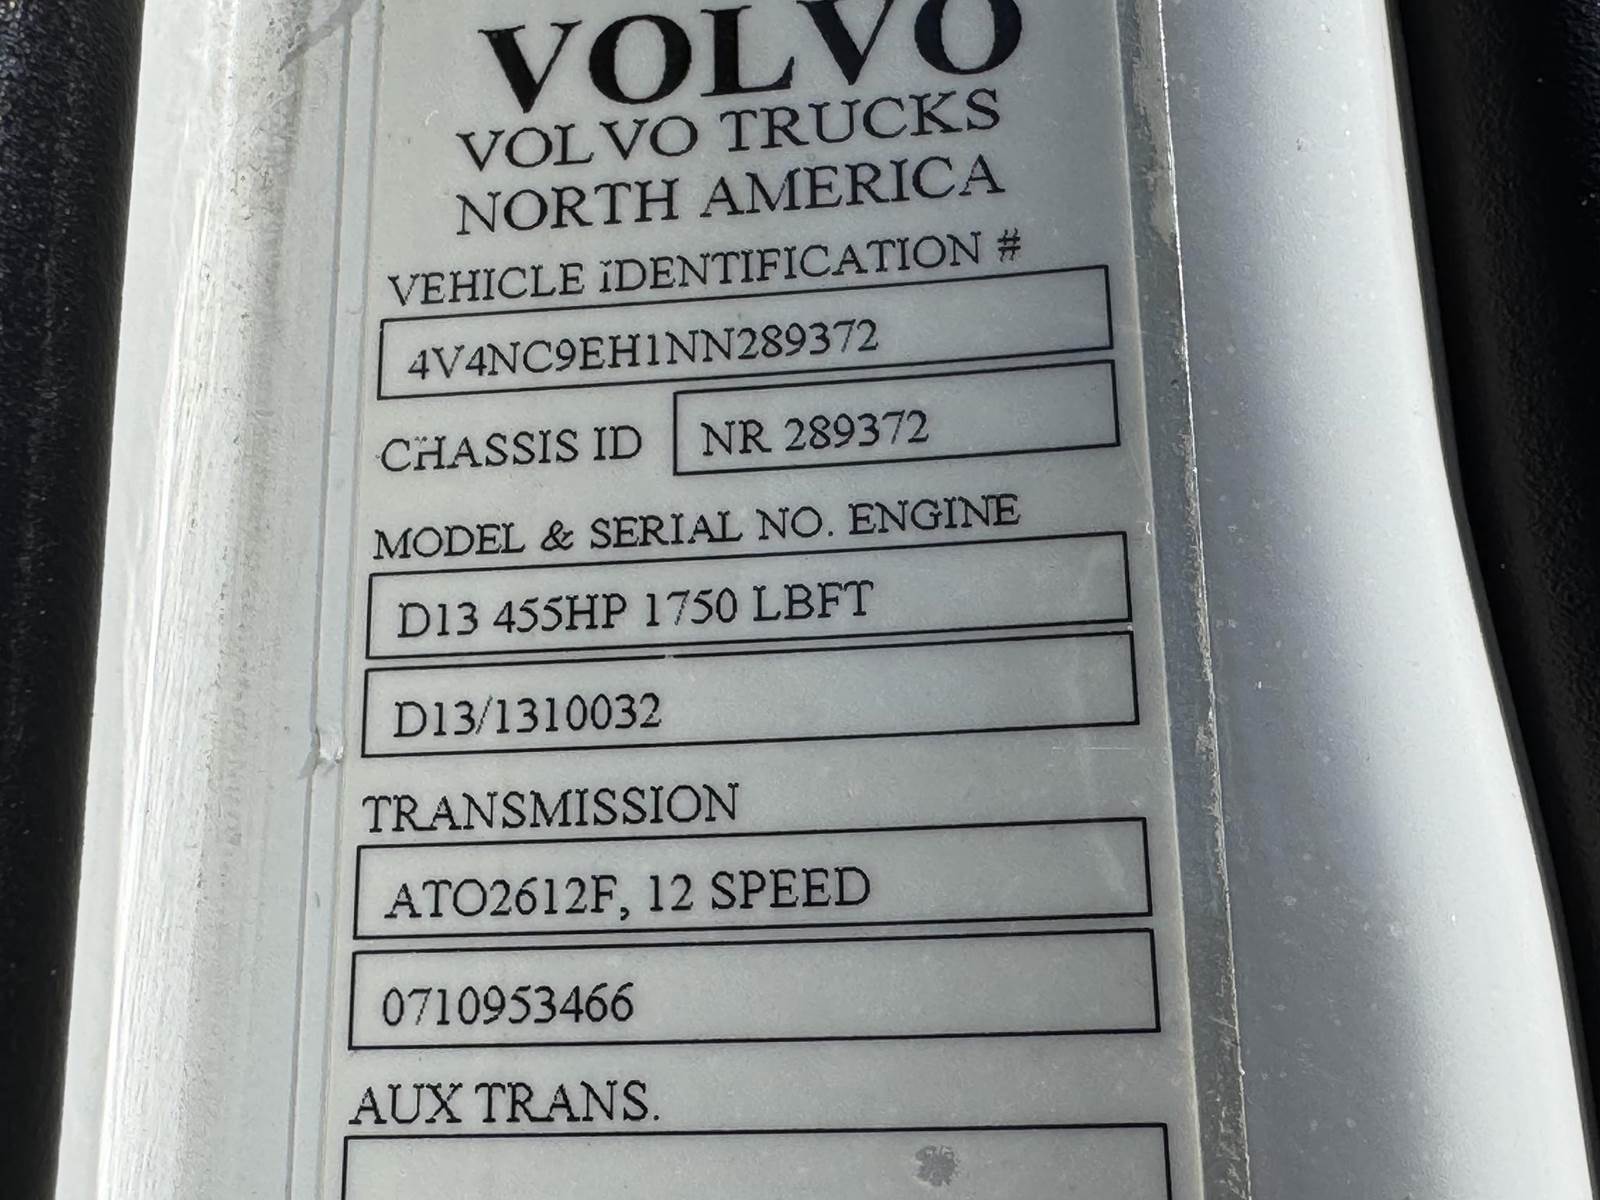 VOLVO
VOLVO TRUCKS
NORTH AMERICA
VEHICLE iDENTIFICATION #
4V4NC9EH1NN289372
CHASSIS ID NR 289372
MODEL & SERIAL NO. ENGINE
D13 455HP 1750 LBFT
D13/1310032
TRANSMISSION
ATO2612F, 12 SPEED
0710953466
AUX TRANS.